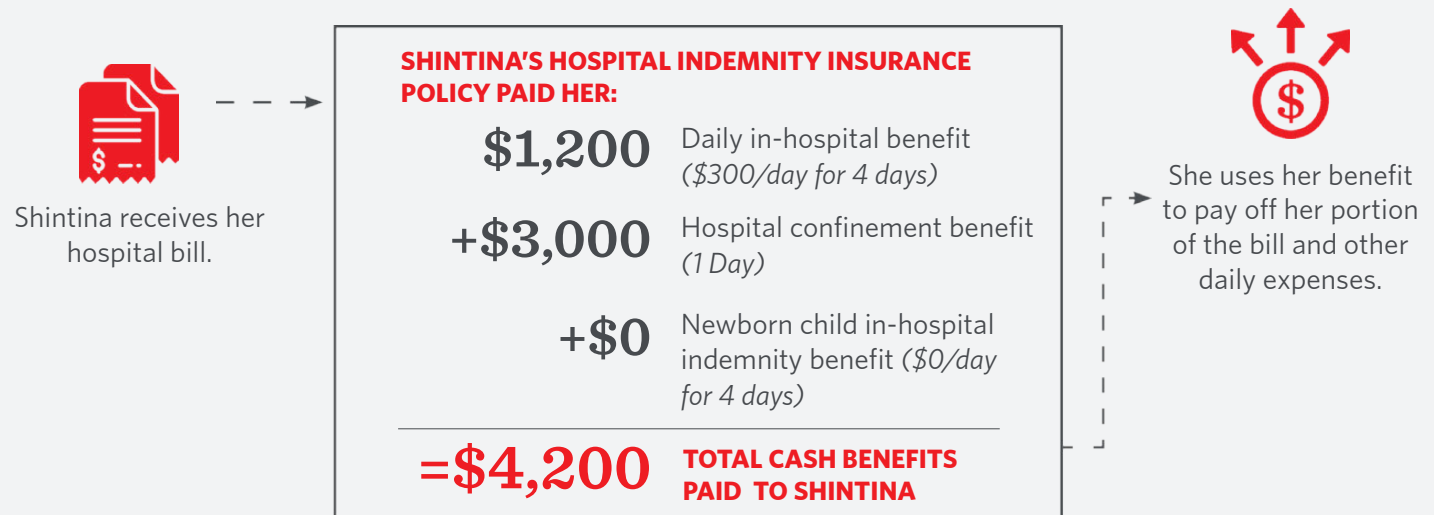 $
Shintina receives her
hospital bill.
SHINTINA’S HOSPITAL INDEMNITY INSURANCE
POLICY PAID HER:
$1,200 Daily in-hospital benefit
($300/day for 4 days)
+$3,000 Hospital confinement benefit
(1 Day)
+$0 Newborn child in-hospital
indemnity benefit ($0/day
for 4 days)
=$4,200 TOTAL CASH BENEFITS
PAID TO SHINTINA
$
She uses her benefit
to pay off her portion
of the bill and other
daily expenses.